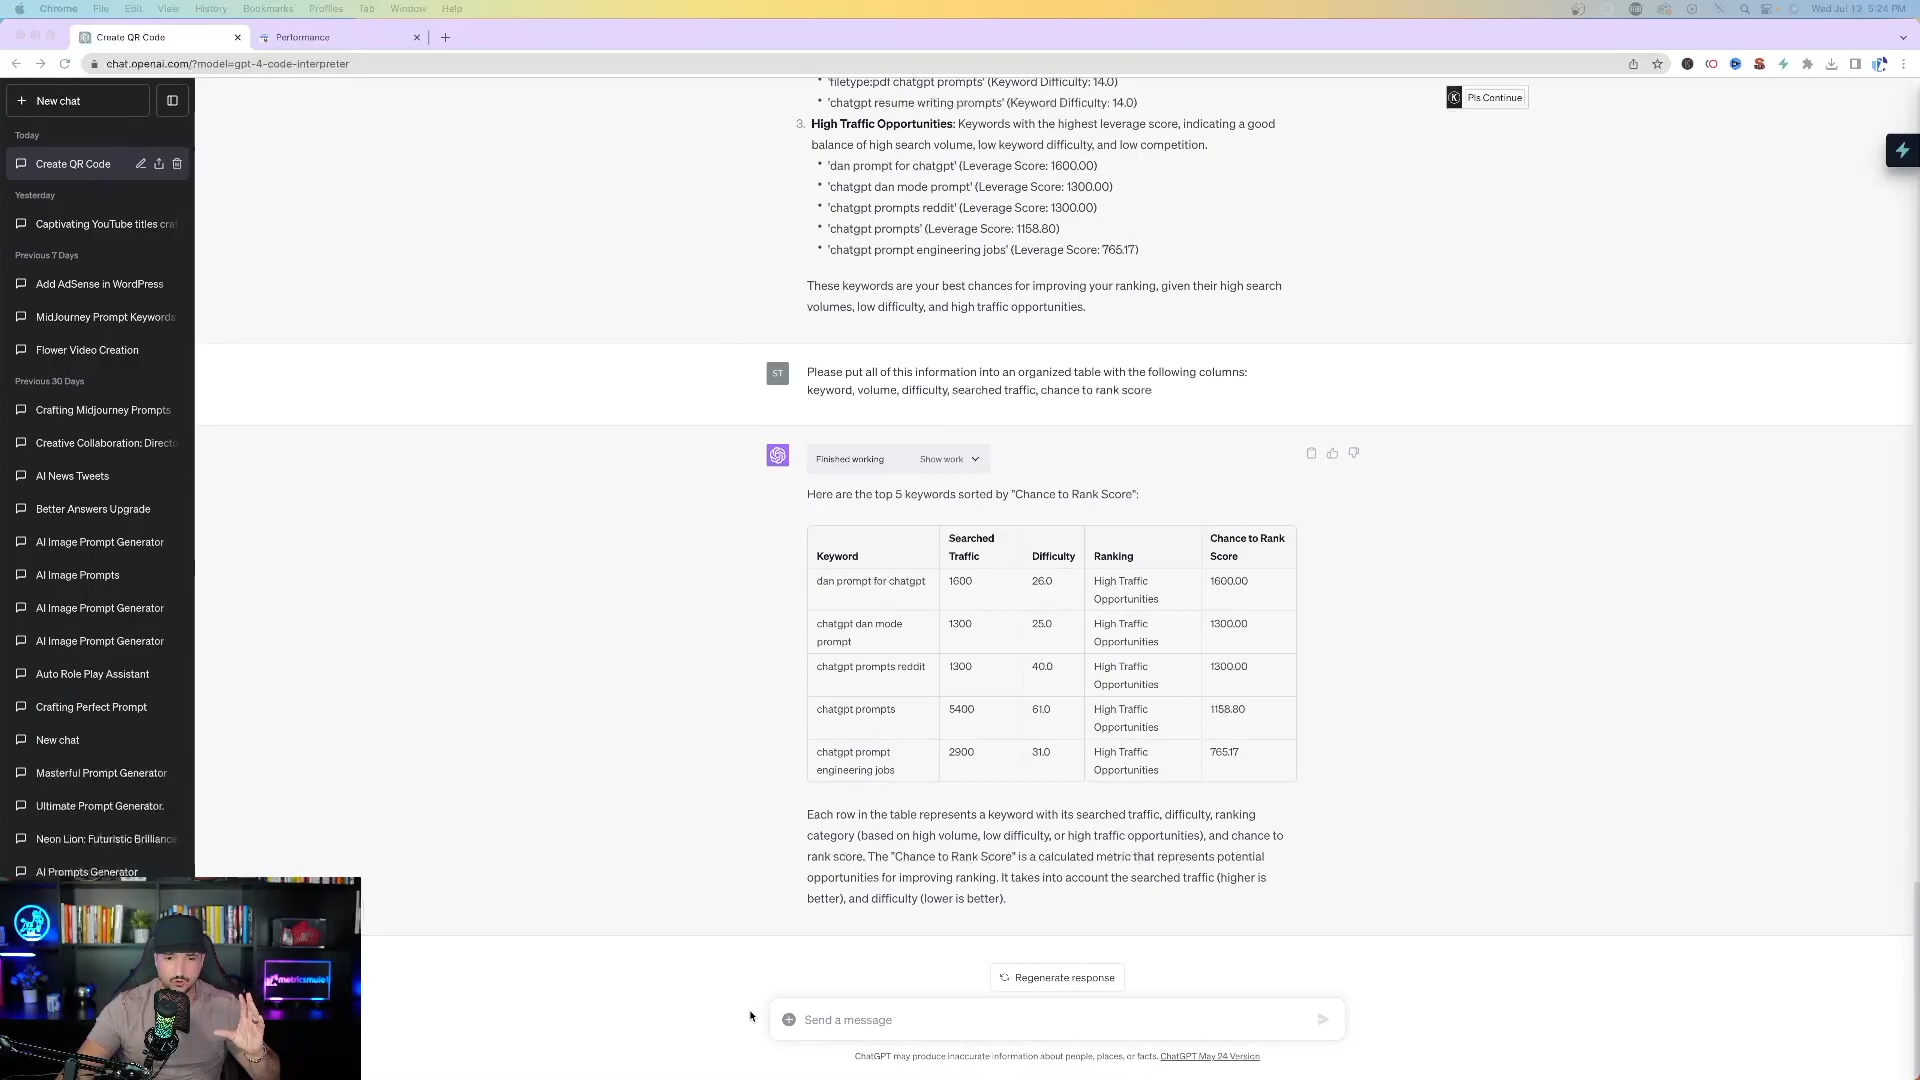 Chrome File Edit View History Bookmarks Profiles Tab Window Help
Wed Jul 12 5:24 PM
Create QR Code
Performance
chat.openai.com/?model=gpt-4-code-interpreter
New chat
Today
Create QR Code
Yesterday
Captivating YouTube titles cra
Previous 7 Days
Add AdSense in WordPress
MidJourney Prompt Keywords
Flower Video Creation
Previous 30 Days
Crafting Midjourney Prompts
Creative Collaboration: Directo
AI News Tweets
Better Answers Upgrade
AI Image Prompt Generator
AI Image Prompts
AI Image Prompt Generator
AI Image Prompt Generator
Auto Role Play Assistant
Crafting Perfect Prompt
New chat
Masterful Prompt Generator
Ultimate Prompt Generator.
Neon Lion: Futuristic Brilliance
AI Prompts Generator
metricsmule
Pls Continue
• 'filetype:pdf chatgpt prompts' (Keyword Difficulty: 14.0)
• 'chatgpt resume writing prompts' (Keyword Difficulty: 14.0)
3. High Traffic Opportunities: Keywords with the highest leverage score, indicating a good
balance of high search volume, low keyword difficulty, and low competition.
• 'dan prompt for chatgpt' (Leverage Score: 1600.00)
• 'chatgpt dan mode prompt' (Leverage Score: 1300.00)
• 'chatgpt prompts reddit' (Leverage Score: 1300.00)
• 'chatgpt prompts' (Leverage Score: 1158.80)
• 'chatgpt prompt engineering jobs' (Leverage Score: 765.17)
These keywords are your best chances for improving your ranking, given their high search
volumes, low difficulty, and high traffic opportunities.
ST
Please put all of this information into an organized table with the following columns:
keyword, volume, difficulty, searched traffic, chance to rank score
Finished working Show work
Here are the top 5 keywords sorted by "Chance to Rank Score":
Searched Chance to Rank
Keyword Traffic Difficulty Ranking Score
dan prompt for chatgpt 1600 26.0 High Traffic 1600.00
Opportunities
chatgpt dan mode 1300 25.0 High Traffic 1300.00
prompt Opportunities
chatgpt prompts reddit 1300 40.0 High Traffic 1300.00
Opportunities
chatgpt prompts 5400 61.0 High Traffic 1158.80
Opportunities
chatgpt prompt 2900 31.0 High Traffic 765.17
engineering jobs Opportunities
Each row in the table represents a keyword with its searched traffic, difficulty, ranking
category (based on high volume, low difficulty, or high traffic opportunities), and chance to
rank score. The "Chance to Rank Score" is a calculated metric that represents potential
opportunities for improving ranking. It takes into account the searched traffic (higher is
better), and difficulty (lower is better).
Regenerate response
Send a message
ChatGPT may produce inaccurate information about people, places, or facts. ChatGPT May 24 Version